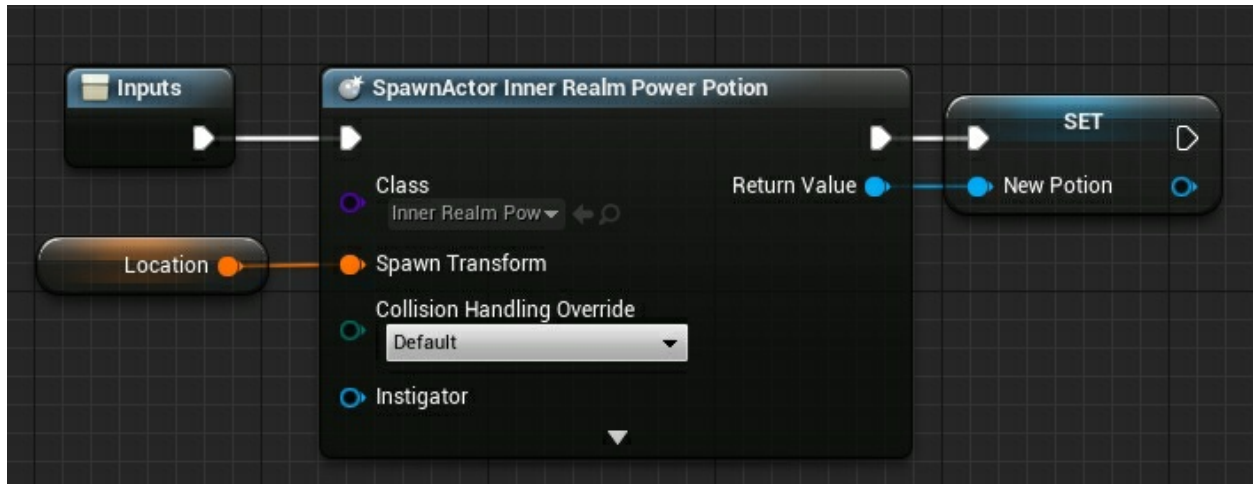 Inputs
SpawnActor Inner Realm Power Potion
SET
Class
Inner Realm Pow
Return Value
New Potion
Location
Spawn Transform
Collision Handling Override
Default
Instigator